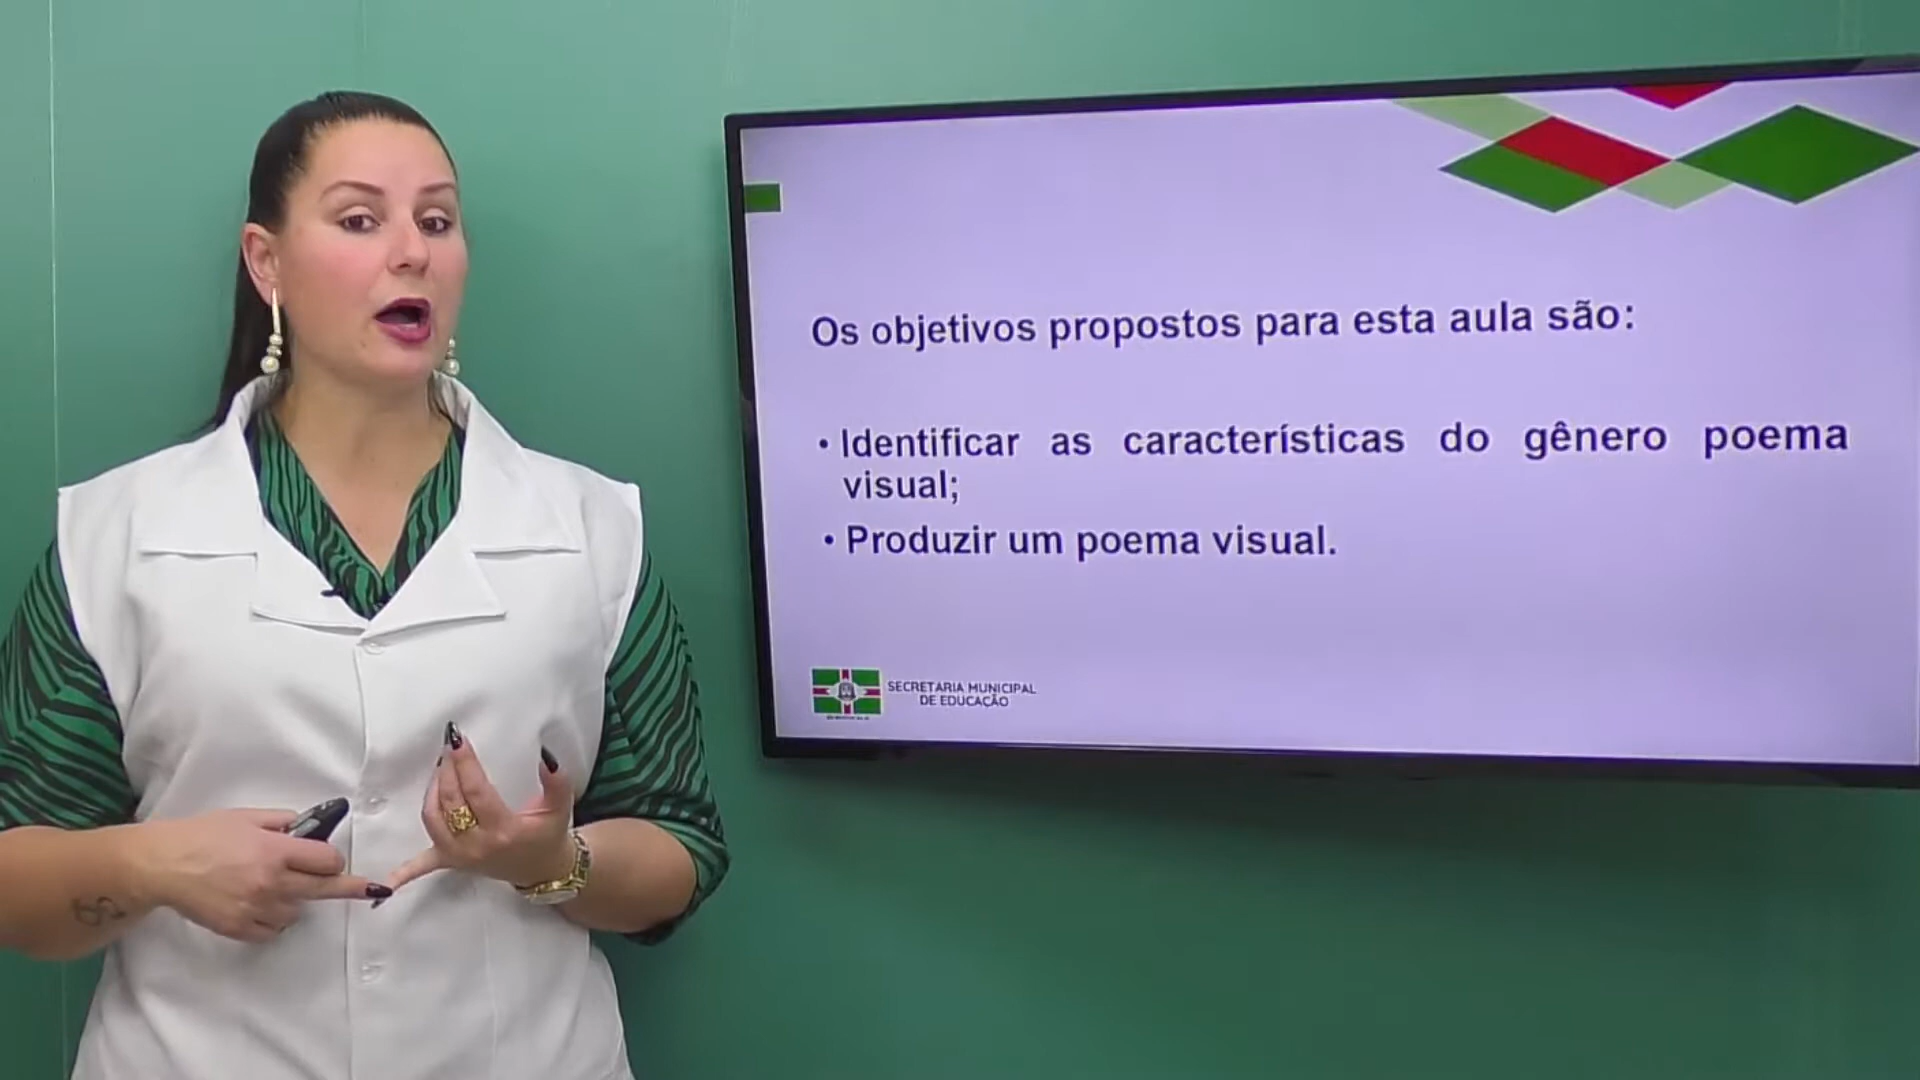 Os objetivos propostos para esta aula são:
• Identificar as características do gênero poema
visual;
• Produzir um poema visual.
SECRETARIA MUNICIPAL
DE EDUCAÇÃO